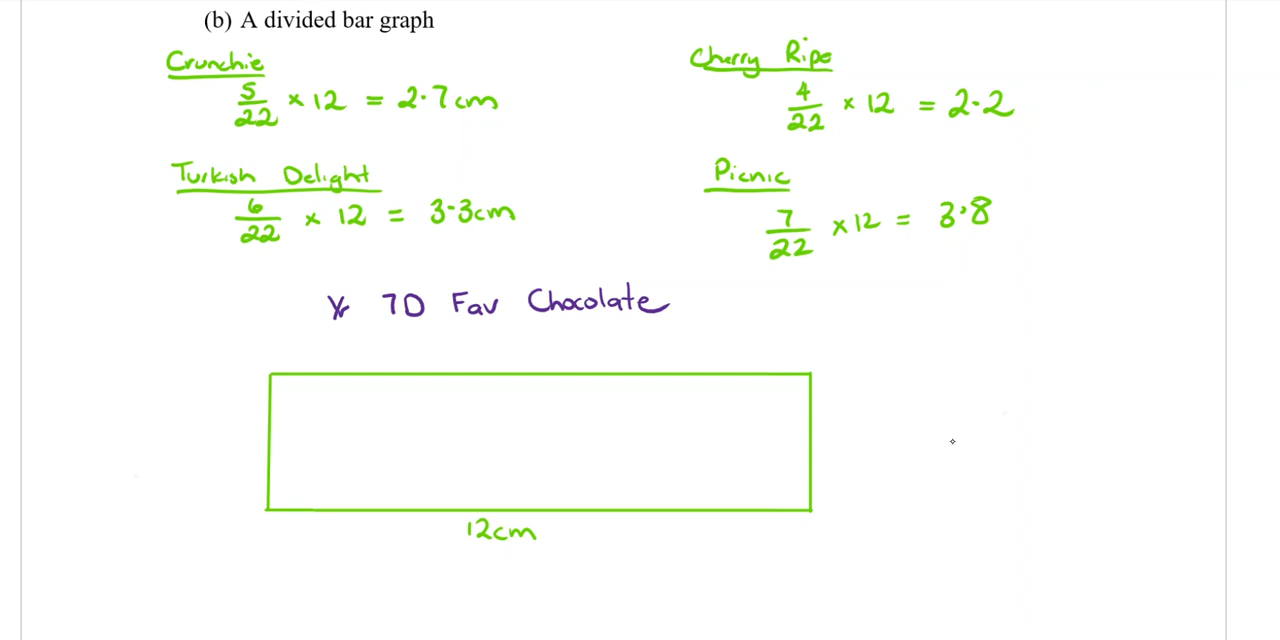 (b) A divided bar graph
Crunchie
5/22 × 12 = 2.7cm
Turkish Delight
6/22 × 12 = 3.3cm
Cherry Ripe
4/22 × 12 = 2.2
Picnic
7/22 × 12 = 3.8
Yr 7D Fav Chocolate
12cm